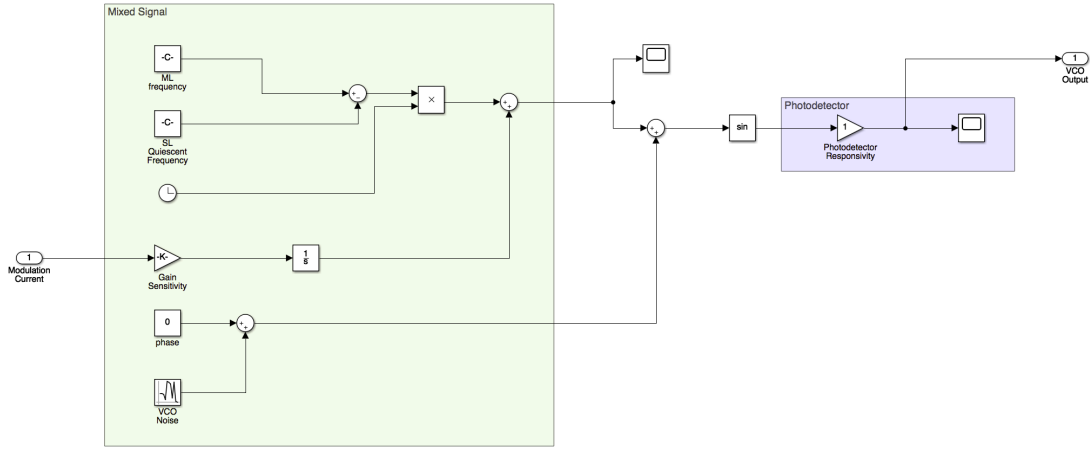 Mixed Signal
-C-
ML
frequency
+
−
×
+
+
-C-
SL
Quiescent
Frequency
1
Modulation
Current
-K-
Gain
Sensitivity
1
s
0
phase
+
+
VCO
Noise
+
+
sin
Photodetector
1
Photodetector
Responsivity
1
VCO
Output